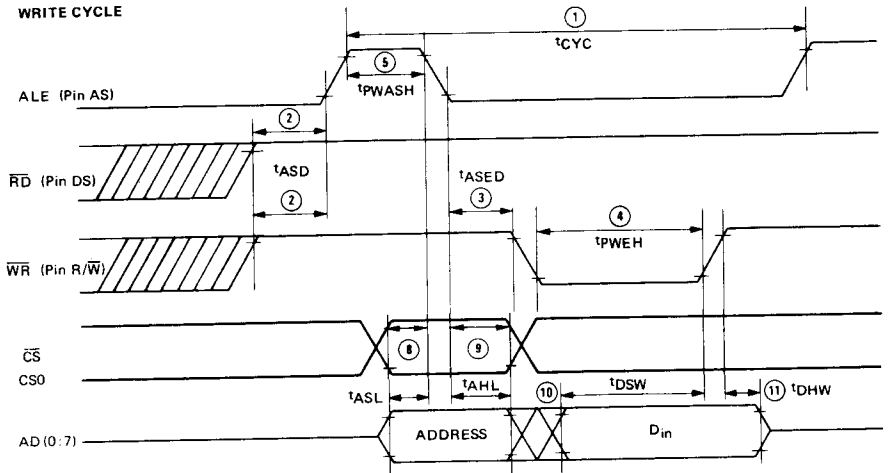 WRITE CYCLE
1
tCYC
5
ALE (Pin AS)
tPWASH
2
RD (Pin DS)
tASD
tASED
2
3
4
tPWEH
WR (Pin R/W)
CS
8
9
CSO
tASL
tAHL
10
tDSW
11 tDHW
AD (0:7)
ADDRESS
Din